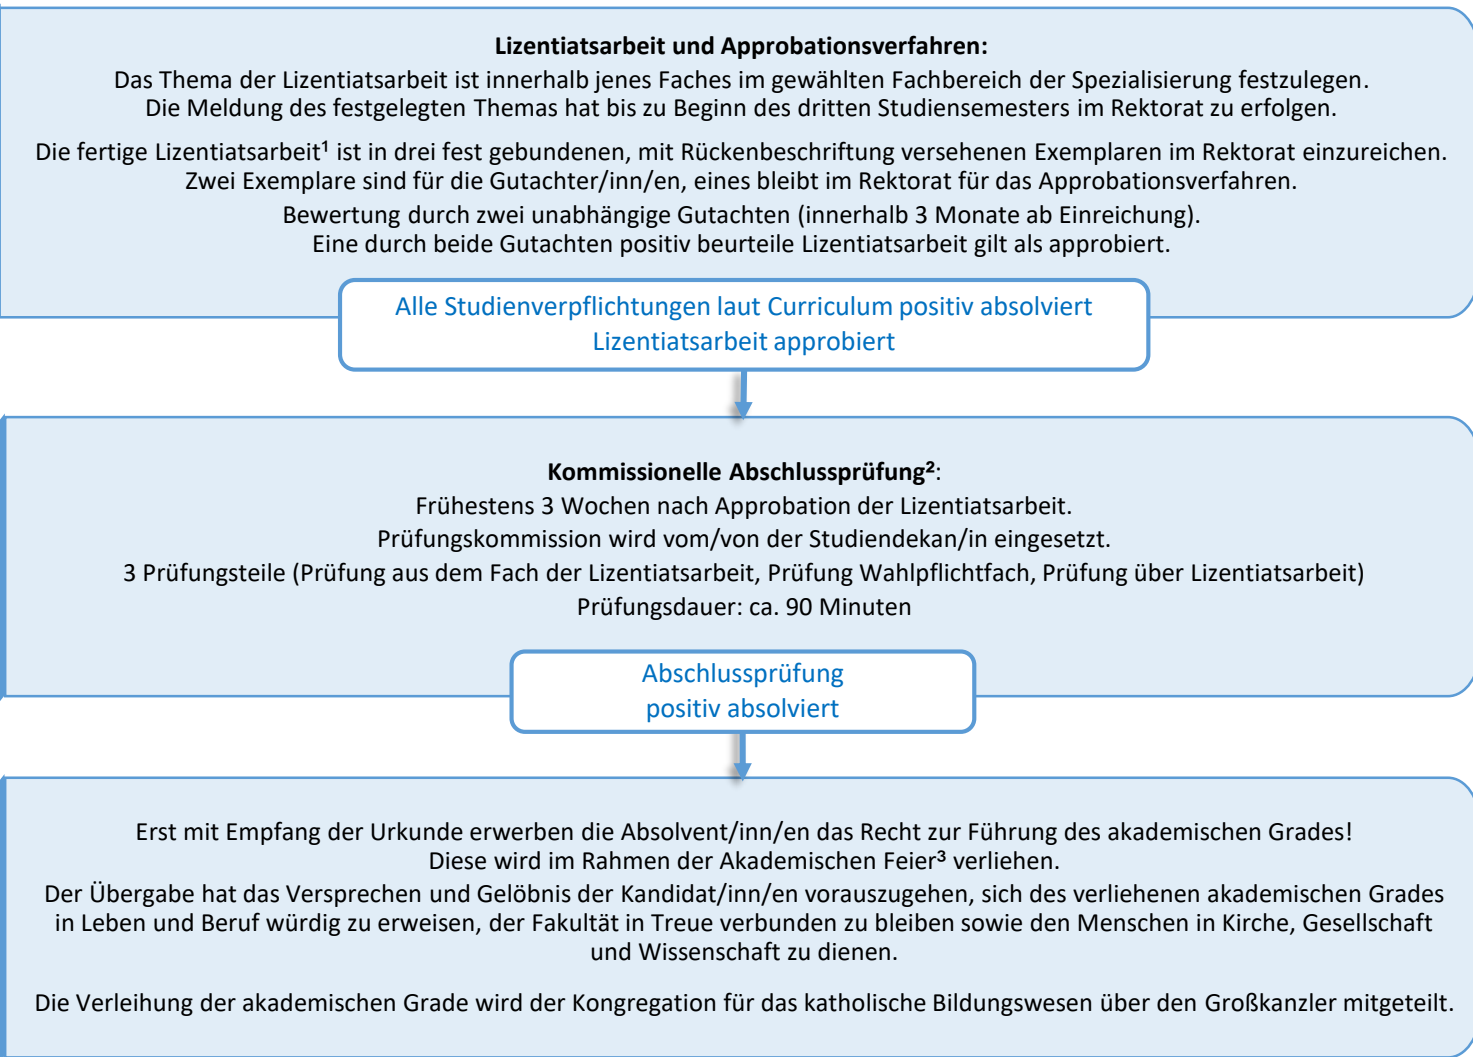 Lizentiatsarbeit und Approbationsverfahren:
Das Thema der Lizentiatsarbeit ist innerhalb jenes Faches im gewählten Fachbereich der Spezialisierung festzulegen.
Die Meldung des festgelegten Themas hat bis zu Beginn des dritten Studiensemesters im Rektorat zu erfolgen.
Die fertige Lizentiatsarbeit¹ ist in drei fest gebundenen, mit Rückenbeschriftung versehenen Exemplaren im Rektorat einzureichen.
Zwei Exemplare sind für die Gutachter/inn/en, eines bleibt im Rektorat für das Approbationsverfahren.
Bewertung durch zwei unabhängige Gutachten (innerhalb 3 Monate ab Einreichung).
Eine durch beide Gutachten positiv beurteile Lizentiatsarbeit gilt als approbiert.
Alle Studienverpflichtungen laut Curriculum positiv absolviert
Lizentiatsarbeit approbiert
Kommissionelle Abschlussprüfung²:
Frühestens 3 Wochen nach Approbation der Lizentiatsarbeit.
Prüfungskommission wird vom/von der Studiendekan/in eingesetzt.
3 Prüfungsteile (Prüfung aus dem Fach der Lizentiatsarbeit, Prüfung Wahlpflichtfach, Prüfung über Lizentiatsarbeit)
Prüfungsdauer: ca. 90 Minuten
Abschlussprüfung
positiv absolviert
Erst mit Empfang der Urkunde erwerben die Absolvent/inn/en das Recht zur Führung des akademischen Grades!
Diese wird im Rahmen der Akademischen Feier³ verliehen.
Der Übergabe hat das Versprechen und Gelöbnis der Kandidat/inn/en vorauszugehen, sich des verliehenen akademischen Grades
in Leben und Beruf würdig zu erweisen, der Fakultät in Treue verbunden zu bleiben sowie den Menschen in Kirche, Gesellschaft
und Wissenschaft zu dienen.
Die Verleihung der akademischen Grade wird der Kongregation für das katholische Bildungswesen über den Großkanzler mitgeteilt.